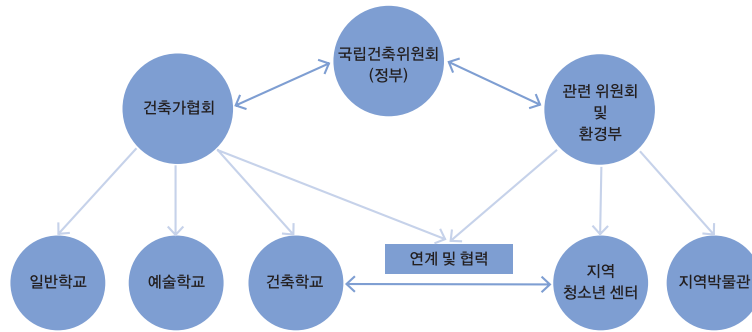 국립건축위원회
(정부)
건축가협회
관련 위원회
및
환경부
연계 및 협력
일반학교
예술학교
건축학교
지역
청소년 센터
지역박물관